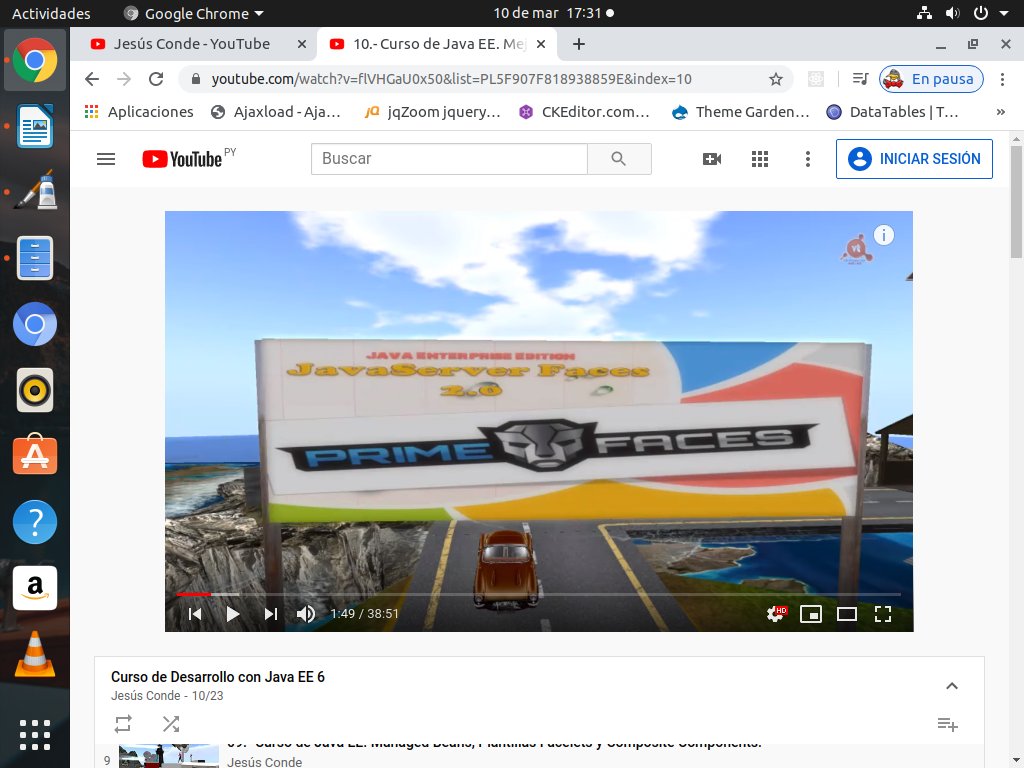 Actividades
Google Chrome
10 de mar 17:31
Jesús Conde - YouTube
10.- Curso de Java EE. Mej
youtube.com/watch?v=flVHGaU0x50&list=PL5F907F818938859E&index=10
En pausa
Aplicaciones
Ajaxload - Aja...
jqZoom jquery...
CKEditor.com...
Theme Garden...
DataTables | T...
YouTube PY
Buscar
INICIAR SESIÓN
JAVA ENTERPRISE EDITION
JavaServer Faces
2.0
PRIME FACES
1:49 / 38:51
HD
Curso de Desarrollo con Java EE 6
Jesús Conde - 10/23
9
09.- Curso de Java EE. Managed Beans, Plantillas Facelets y Composite Components.
Jesús Conde